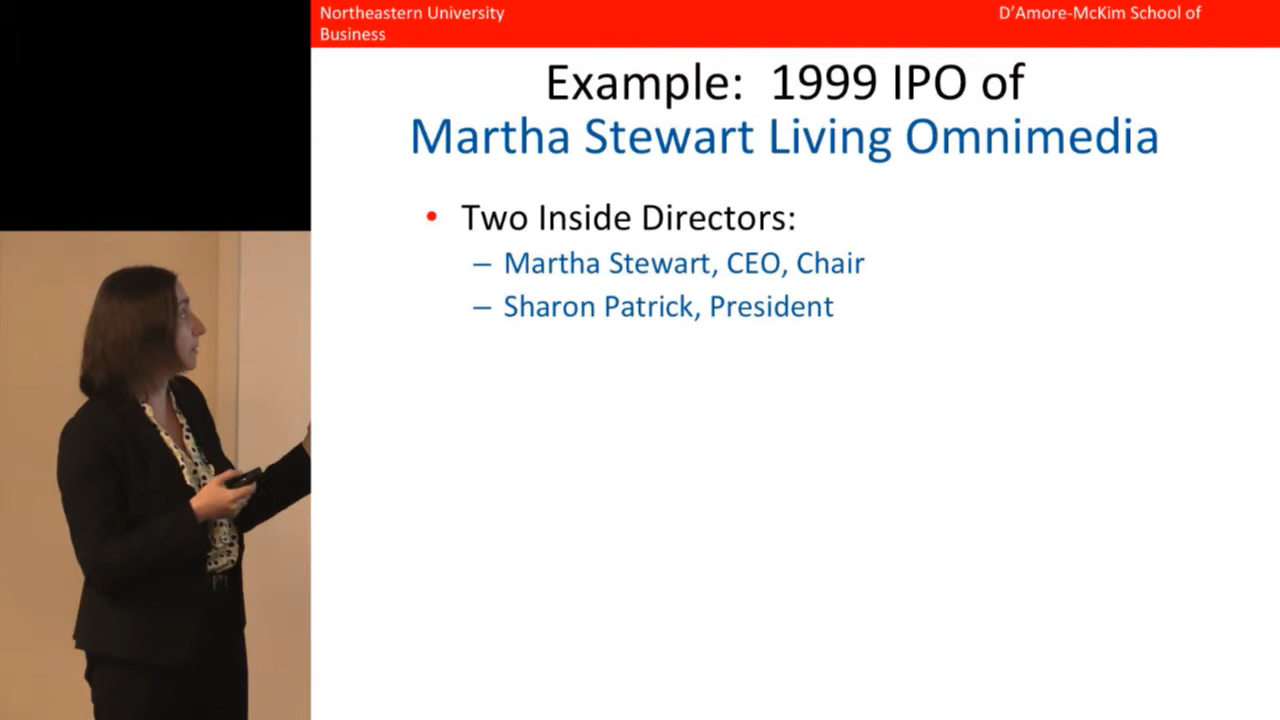 Northeastern University D’Amore-McKim School of
Business
Example: 1999 IPO of
Martha Stewart Living Omnimedia
• Two Inside Directors:
– Martha Stewart, CEO, Chair
– Sharon Patrick, President